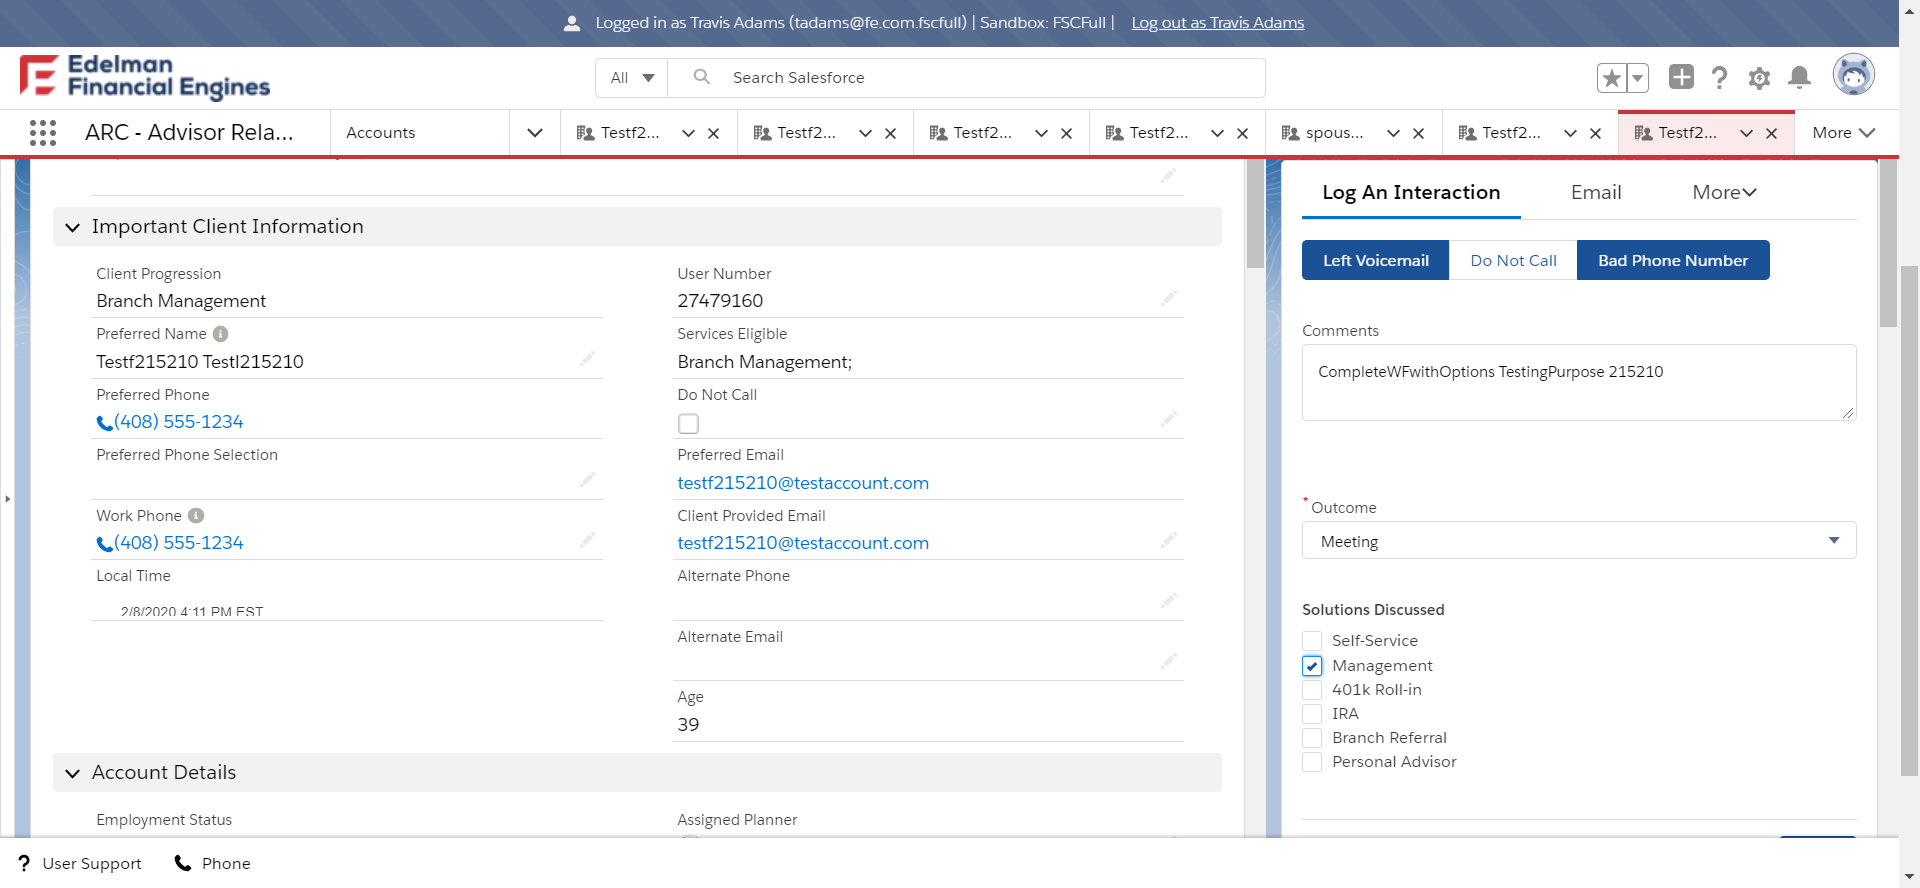 Logged in as Travis Adams (tadams@fe.com.fscfull) | Sandbox: FSCFull | Log out as Travis Adams
Edelman
Financial Engines
All
Search Salesforce
ARC - Advisor Rela...
Accounts
Testf2...
Testf2...
Testf2...
Testf2...
spous...
Testf2...
Testf2...
More
Important Client Information
Client Progression
Branch Management
User Number
27479160
Preferred Name
Testf215210 Testl215210
Services Eligible
Branch Management;
Preferred Phone
(408) 555-1234
Do Not Call
Preferred Phone Selection
Preferred Email
testf215210@testaccount.com
Work Phone
(408) 555-1234
Client Provided Email
testf215210@testaccount.com
Local Time
2/8/2020 4:11 PM EST
Alternate Phone
Alternate Email
Age
39
Account Details
Employment Status
Assigned Planner
Log An Interaction
Email
More
Left Voicemail
Do Not Call
Bad Phone Number
Comments
CompleteWFwithOptions TestingPurpose 215210
* Outcome
Meeting
Solutions Discussed
Self-Service
Management
401k Roll-in
IRA
Branch Referral
Personal Advisor
? User Support
Phone